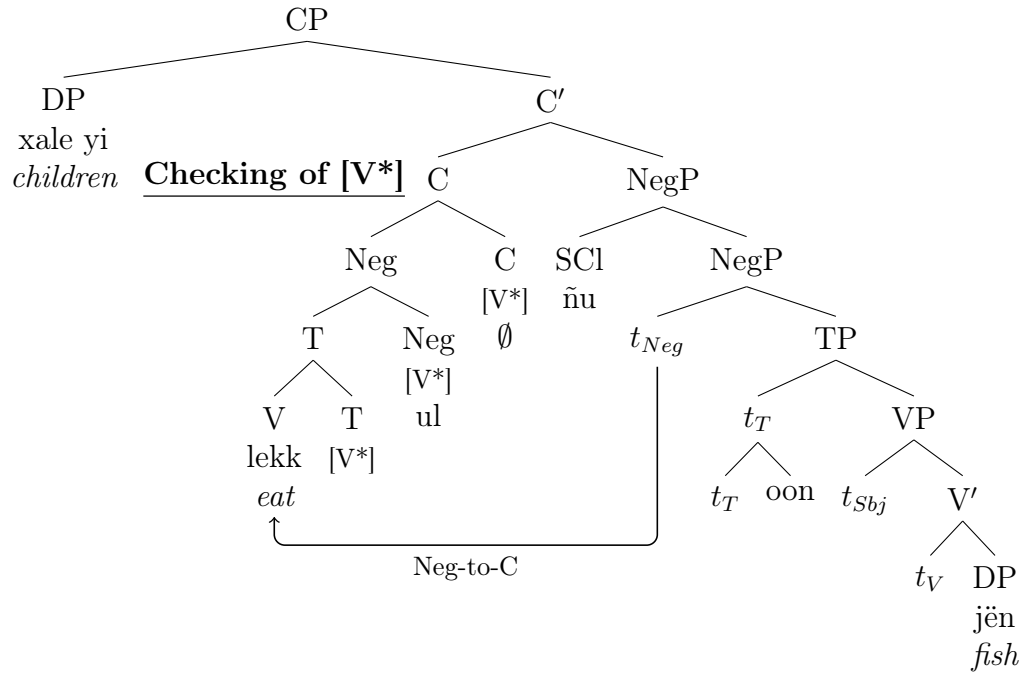 CP
DP C′
xale yi
children Checking of [V*] C NegP
Neg C SCl NegP
[V*] ñu
T Neg ∅ t_Neg TP
[V*]
V T ul t_T VP
lekk [V*]
eat t_T oon t_Sbj V′
Neg-to-C t_V DP
jën
fish